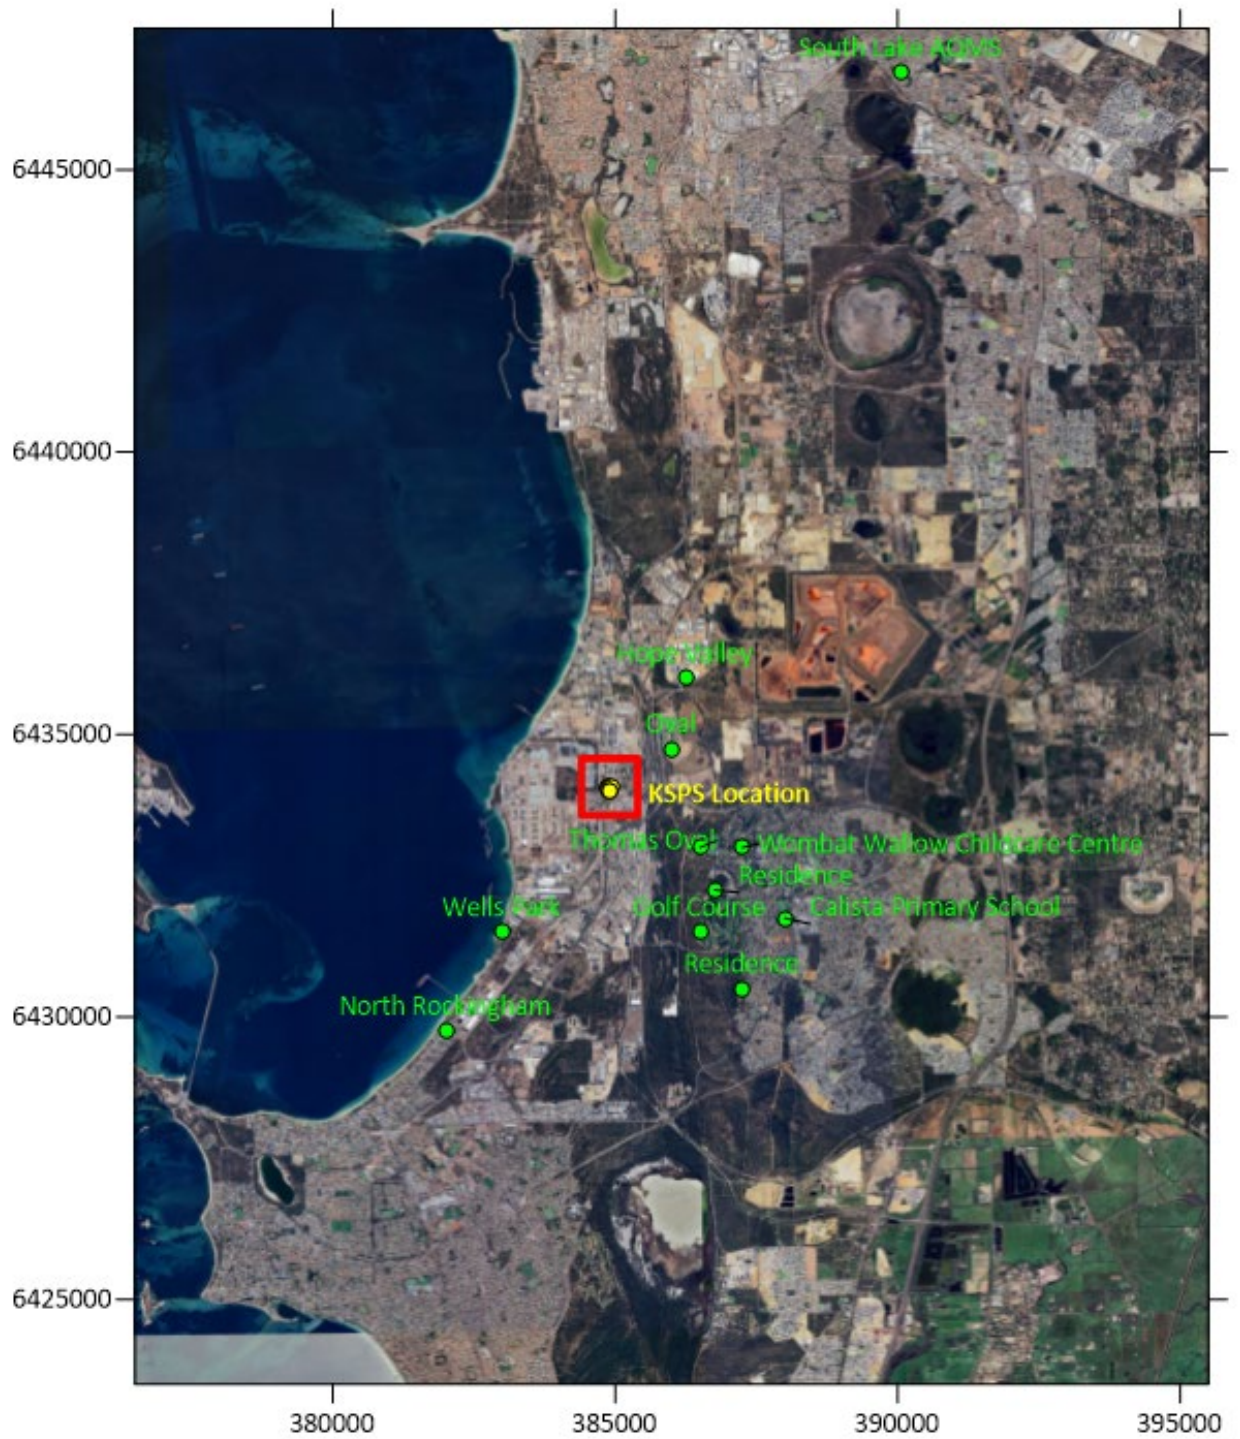 South Lake AQMS
6445000
6440000
Hope Valley
6435000
Oval
KSPS Location
Thomas Oval
Wombat Wallow Childcare Centre
Residence
Wells Park
Golf Course
Calista Primary School
Residence
North Rockingham
6430000
6425000
380000
385000
390000
395000